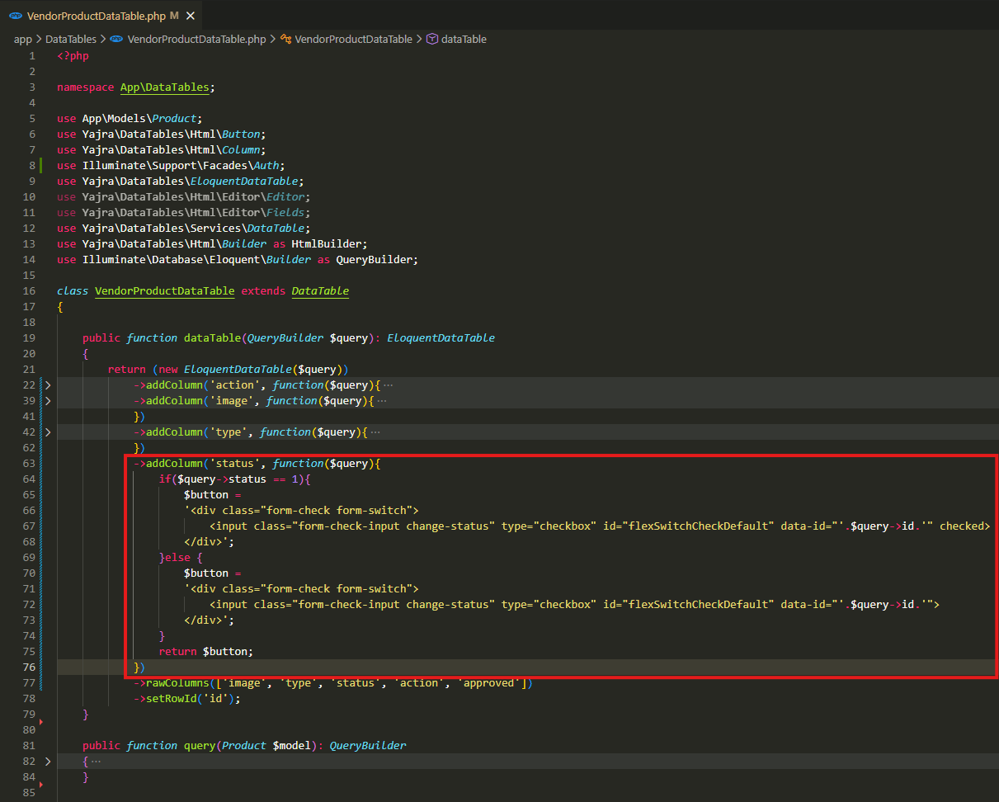 VendorProductDataTable.php M
app > DataTables > VendorProductDataTable.php > VendorProductDataTable > dataTable
1 <?php
2
3 namespace App\DataTables;
4
5 use App\Models\Product;
6 use Yajra\DataTables\Html\Button;
7 use Yajra\DataTables\Html\Column;
8 use Illuminate\Support\Facades\Auth;
9 use Yajra\DataTables\EloquentDataTable;
10 use Yajra\DataTables\Html\Editor\Editor;
11 use Yajra\DataTables\Html\Editor\Fields;
12 use Yajra\DataTables\Services\DataTable;
13 use Yajra\DataTables\Html\Builder as HtmlBuilder;
14 use Illuminate\Database\Eloquent\Builder as QueryBuilder;
15
16 class VendorProductDataTable extends DataTable
17 {
18
19     public function dataTable(QueryBuilder $query): EloquentDataTable
20     {
21         return (new EloquentDataTable($query))
22             ->addColumn('action', function($query){ ···
39             ->addColumn('image', function($query){ ···
41             })
42             ->addColumn('type', function($query){ ···
62             })
63             ->addColumn('status', function($query){
64                 if($query->status == 1){
65                     $button =
66                     '<div class="form-check form-switch">
67                         <input class="form-check-input change-status" type="checkbox" id="flexSwitchCheckDefault" data-id="'.$query->id.'" checked>
68                     </div>';
69                 }else {
70                     $button =
71                     '<div class="form-check form-switch">
72                         <input class="form-check-input change-status" type="checkbox" id="flexSwitchCheckDefault" data-id="'.$query->id.'">
73                     </div>';
74                 }
75                 return $button;
76             })
77             ->rawColumns(['image', 'type', 'status', 'action', 'approved'])
78             ->setRowId('id');
79     }
80
81     public function query(Product $model): QueryBuilder
82     { ···
84     }
85